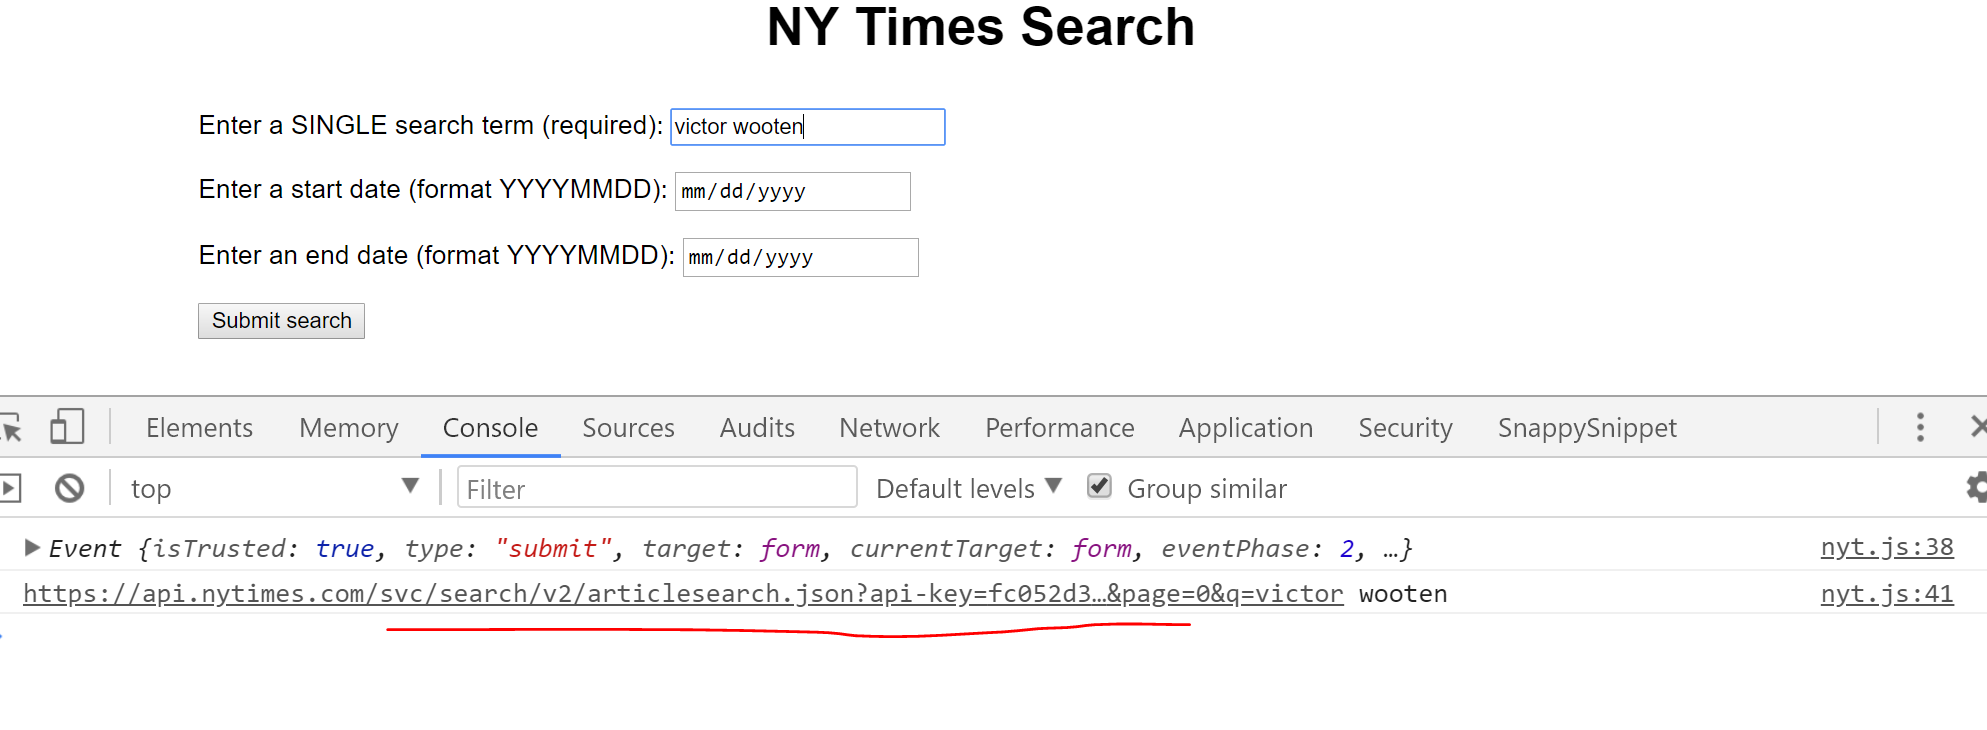 NY Times Search
Enter a SINGLE search term (required): victor wooten
Enter a start date (format YYYYMMDD): mm/dd/yyyy
Enter an end date (format YYYYMMDD): mm/dd/yyyy
Submit search
Elements Memory Console Sources Audits Network Performance Application Security SnappySnippet
top Filter Default levels Group similar
Event {isTrusted: true, type: "submit", target: form, currentTarget: form, eventPhase: 2, …} nyt.js:38
https://api.nytimes.com/svc/search/v2/articlesearch.json?api-key=fc052d3…&page=0&q=victor wooten nyt.js:41